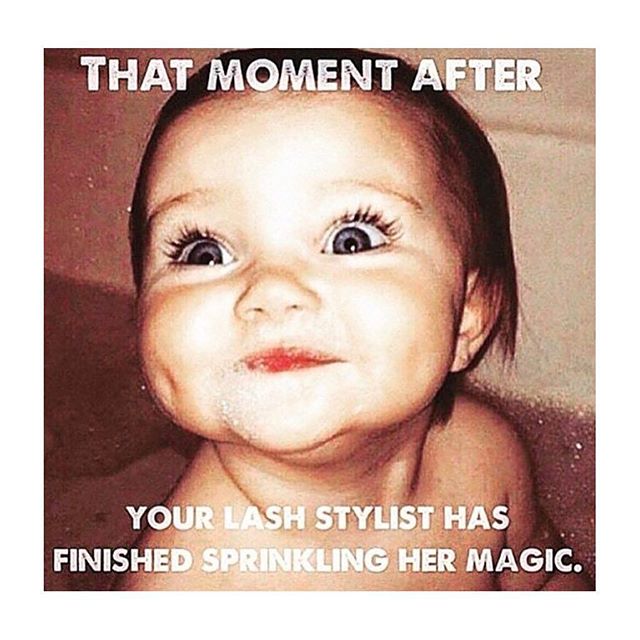 THAT MOMENT AFTER
YOUR LASH STYLIST HAS
FINISHED SPRINKLING HER MAGIC.